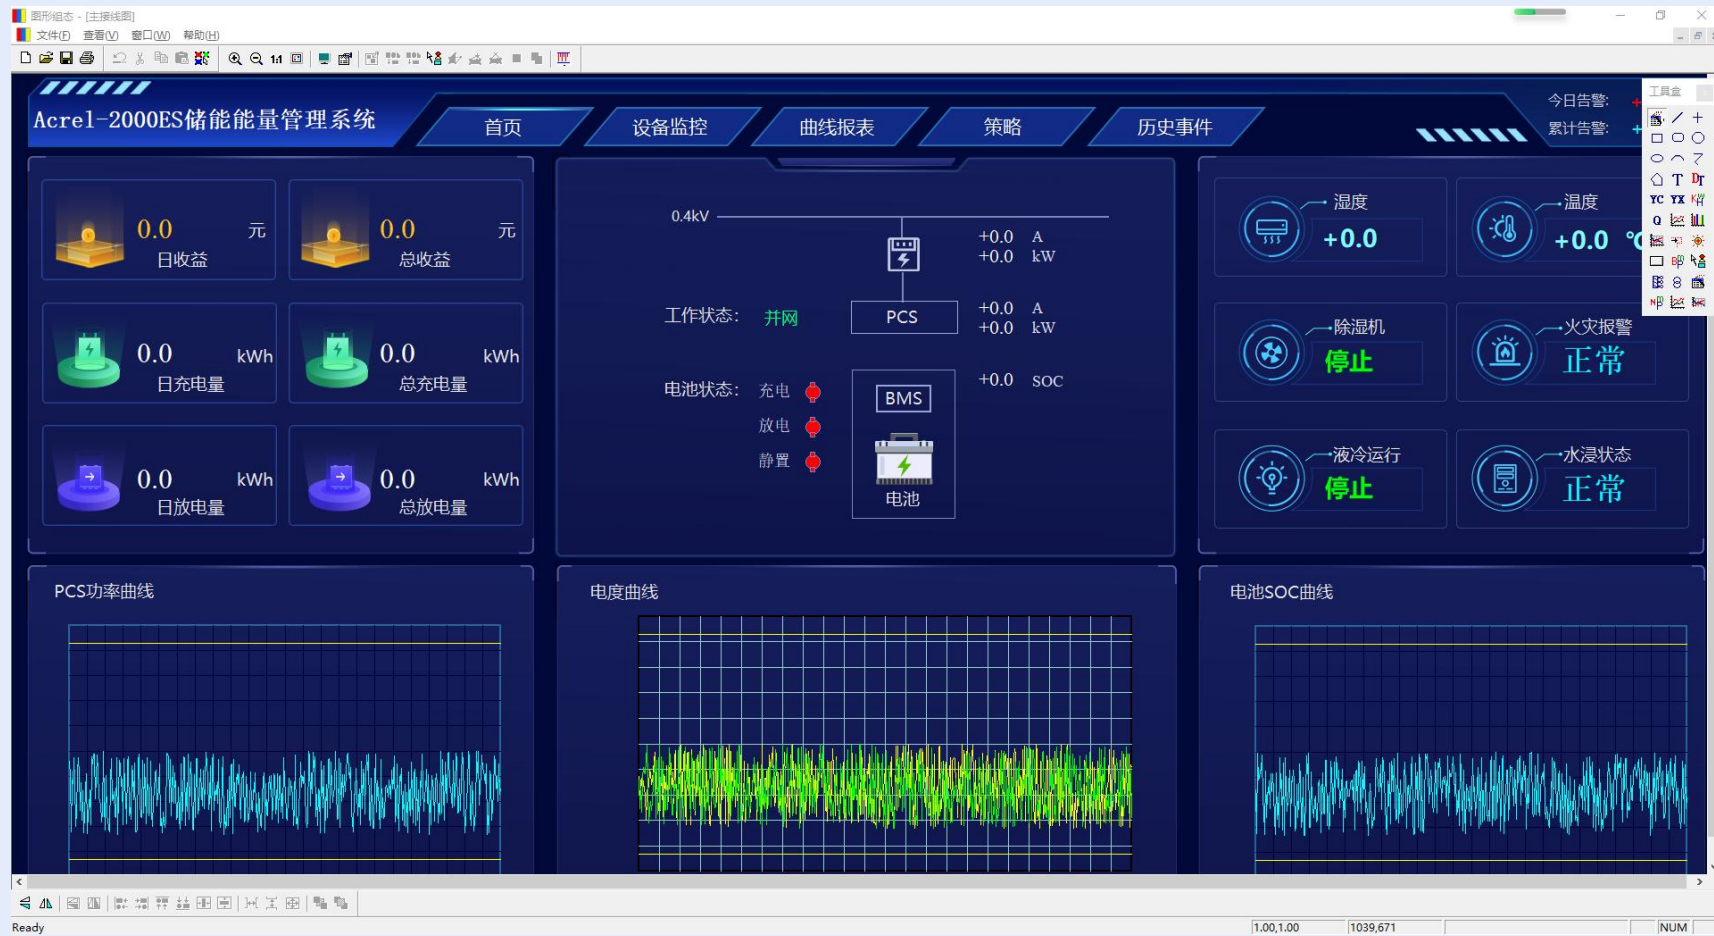 图形组态 - [主接线图]
文件(F) 查看(V) 窗口(W) 帮助(H)
1:1
Acrel-2000ES储能能量管理系统
首页
设备监控
曲线报表
策略
历史事件
今日告警: +
累计告警: +
工具盒
T
YC YX
Q
0.0 元
日收益
0.0 元
总收益
0.0 kWh
日充电量
0.0 kWh
总充电量
0.0 kWh
日放电量
0.0 kWh
总放电量
0.4kV
+0.0 A
+0.0 kW
工作状态: 并网
PCS
+0.0 A
+0.0 kW
电池状态: 充电
放电
静置
BMS
电池
+0.0 SOC
湿度
+0.0
温度
+0.0
除湿机
停止
火灾报警
正常
液冷运行
停止
水浸状态
正常
PCS功率曲线
电度曲线
电池SOC曲线
Ready
1.00,1.00
1039,671
NUM